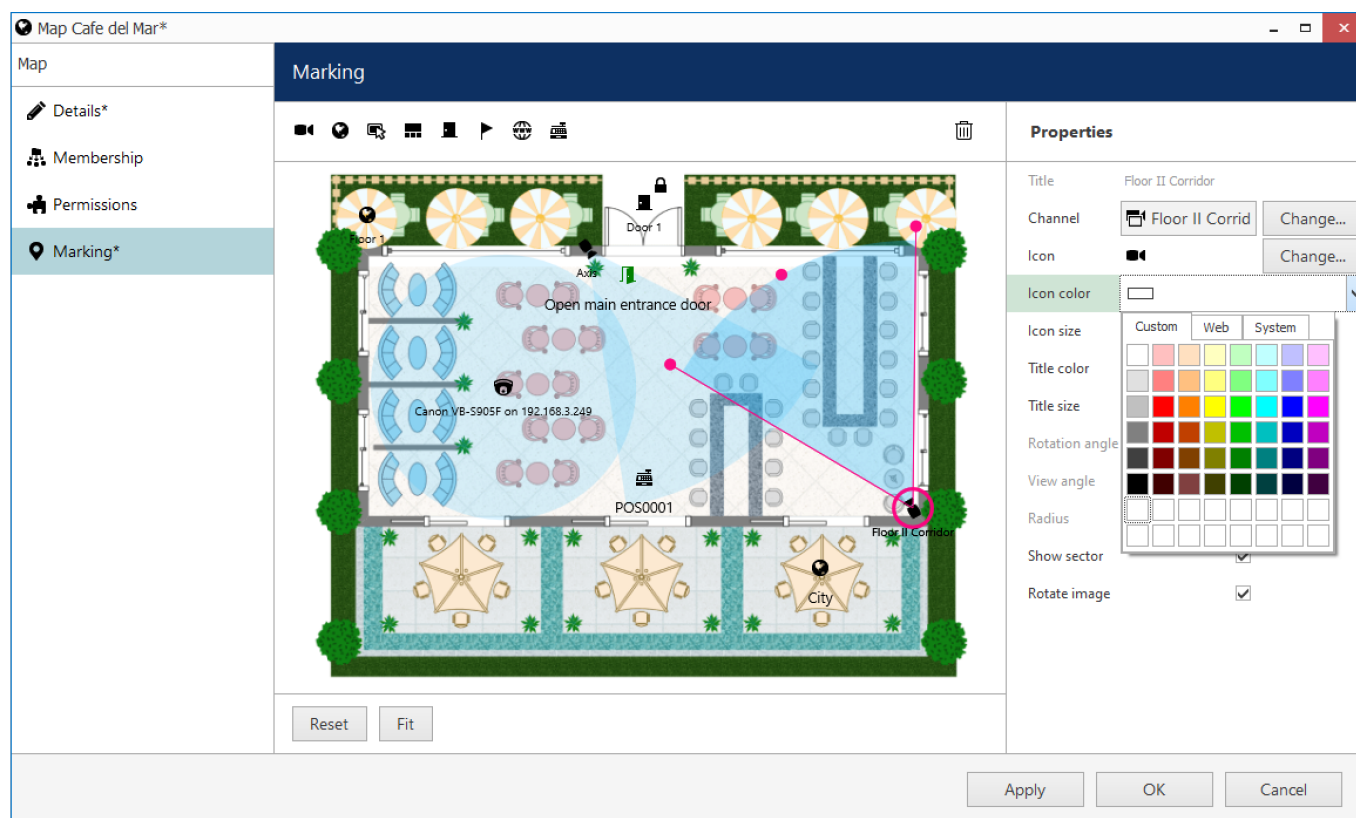 Map Cafe del Mar*
Map
Details*
Membership
Permissions
Marking*
Marking
www
Door 1
Floor 1
Axis
Open main entrance door
Canon VB-S905F on 192.168.3.249
POS0001
Floor II Corridor
City
Reset
Fit
Properties
Title
Floor II Corridor
Channel
Floor II Corrid
Change...
Icon
Change...
Icon color
Custom
Web
System
Icon size
Title color
Title size
Rotation angle
View angle
Radius
Show sector
Rotate image
Apply
OK
Cancel